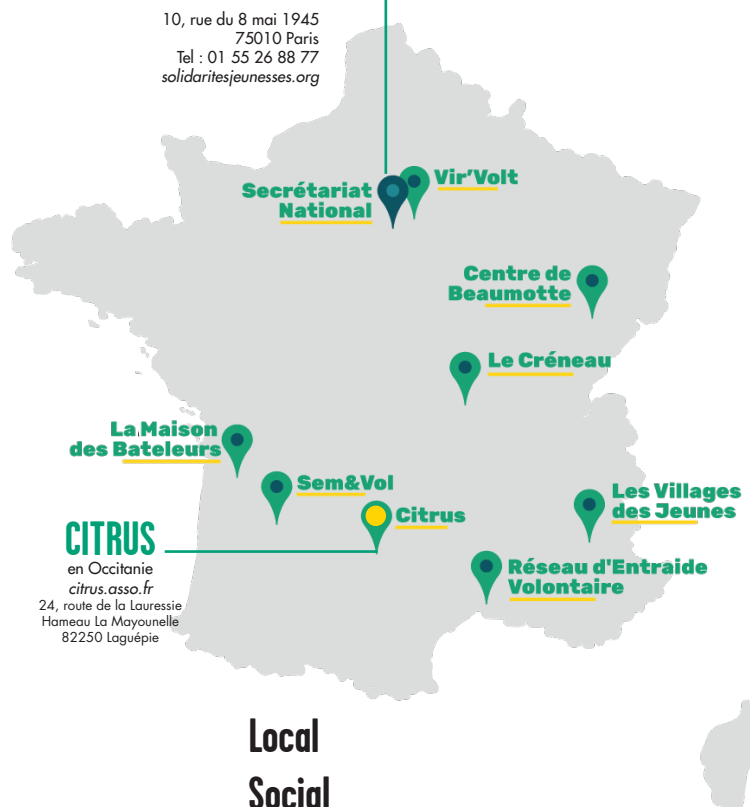 10, rue du 8 mai 1945
75010 Paris
Tel : 01 55 26 88 77
solidaritesjeunesses.org
Vir'Volt
Secrétariat
National
Centre de
Beaumotte
Le Créneau
La Maison
des Bateleurs
Sem&Vol
Citrus
Les Villages
des Jeunes
CITRUS
en Occitanie
citrus.asso.fr
24, route de la Lauressie
Hameau La Mayounelle
82250 Laguépie
Réseau d'Entraide
Volontaire
Local
Social